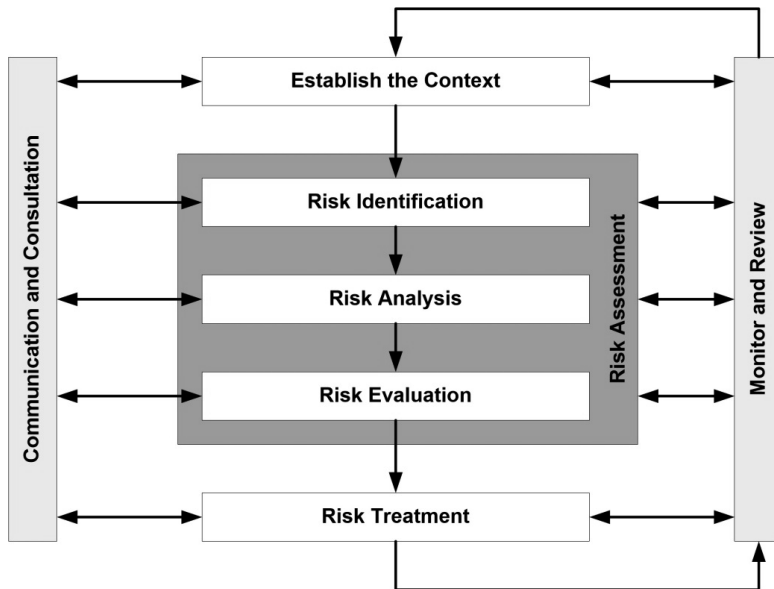 Establish the Context
Communication and Consultation
Risk Identification
Risk Analysis
Risk Evaluation
Risk Assessment
Monitor and Review
Risk Treatment